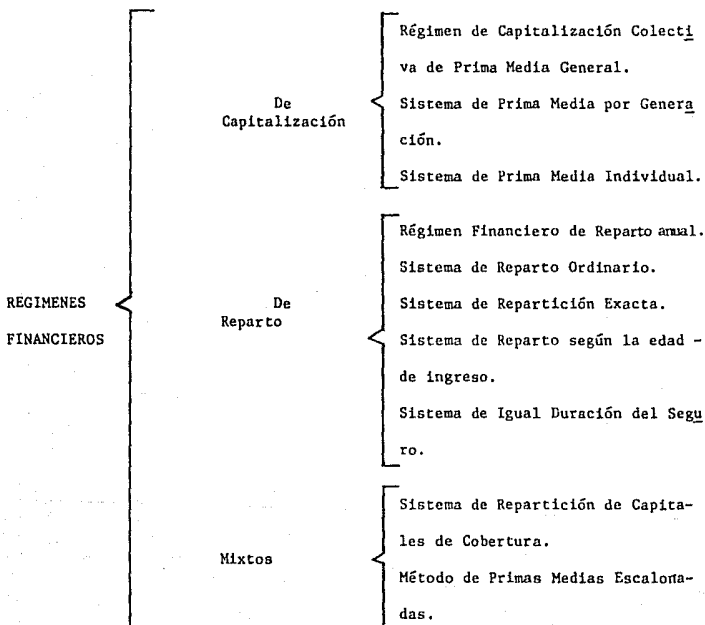 REGIMENES
FINANCIEROS
De
Capitalización
Régimen de Capitalización Colecti
va de Prima Media General.
Sistema de Prima Media por Genera
ción.
Sistema de Prima Media Individual.
De
Reparto
Régimen Financiero de Reparto anual.
Sistema de Reparto Ordinario.
Sistema de Repartición Exacta.
Sistema de Reparto según la edad -
de ingreso.
Sistema de Igual Duración del Segu
ro.
Mixtos
Sistema de Repartición de Capita-
les de Cobertura.
Método de Primas Medias Escalona-
das.